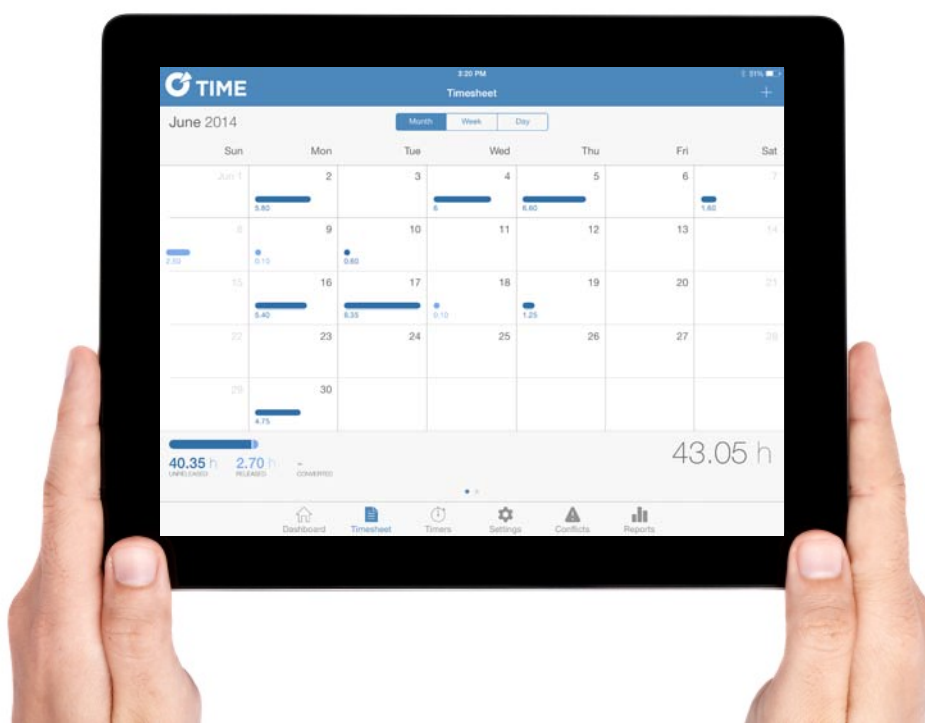 TIME
3:20 PM
31%
Timesheet
+
June 2014
Month Week Day
Sun Mon Tue Wed Thu Fri Sat
Jun 1 2 3 4 5 6 7
5.80 6 6.60 1.60
8 9 10 11 12 13 14
2.50 0.10 0.60
15 16 17 18 19 20 21
5.40 8.35 0.10 1.25
22 23 24 25 26 27 28
29 30
4.75
40.35 h 2.70 h - 43.05 h
UNRELEASED RELEASED CONVERTED
Dashboard Timesheet Timers Settings Conflicts Reports